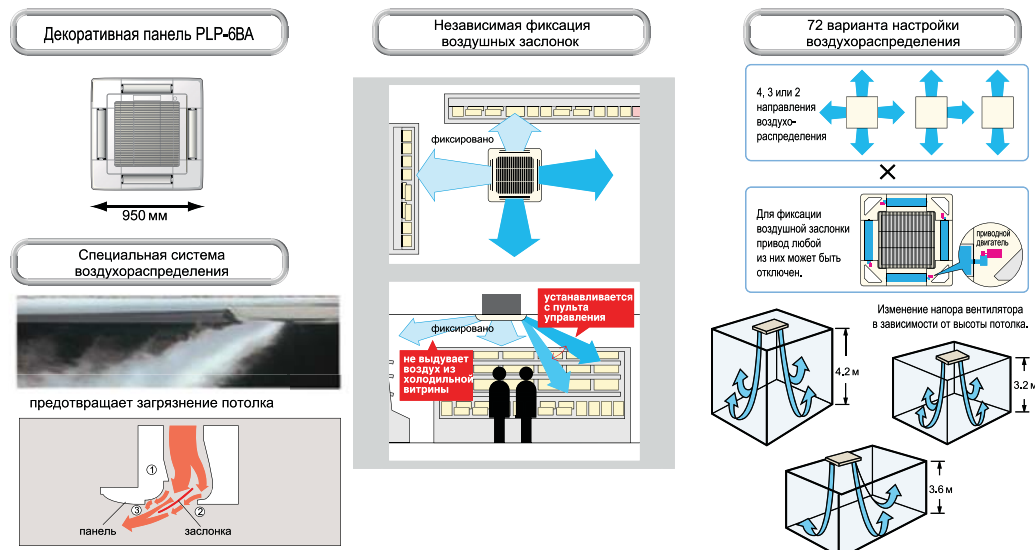 Декоративная панель PLP-6BA
950 мм
Специальная система
воздухораспределения
предотвращает загрязнение потолка
①
③
②
панель
заслонка
Независимая фиксация
воздушных заслонок
фиксировано
устанавливается
с пульта
управления
фиксировано
не выдувает
воздух из
холодильной
витрины
72 варианта настройки
воздухораспределения
4, 3 или 2
направления
воздухо-
распределения
×
Для фиксации
воздушной заслонки
привод любой
из них может быть
отключен.
приводной
двигатель
Изменение напора вентилятора
в зависимости от высоты потолка.
4.2 м
3.2 м
3.6 м